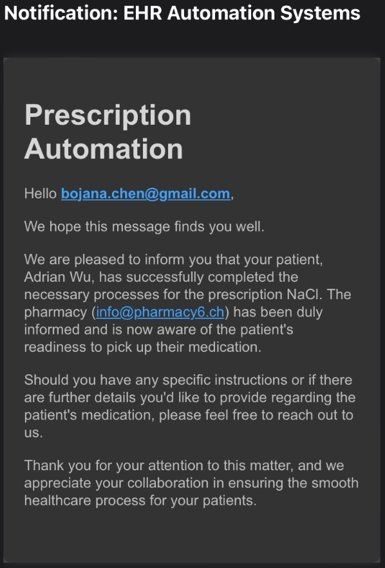 Notification: EHR Automation Systems
Prescription
Automation
Hello bojana.chen@gmail.com,
We hope this message finds you well.
We are pleased to inform you that your patient,
Adrian Wu, has successfully completed the
necessary processes for the prescription NaCl. The
pharmacy (info@pharmacy6.ch) has been duly
informed and is now aware of the patient's
readiness to pick up their medication.
Should you have any specific instructions or if there
are further details you'd like to provide regarding the
patient's medication, please feel free to reach out to
us.
Thank you for your attention to this matter, and we
appreciate your collaboration in ensuring the smooth
healthcare process for your patients.